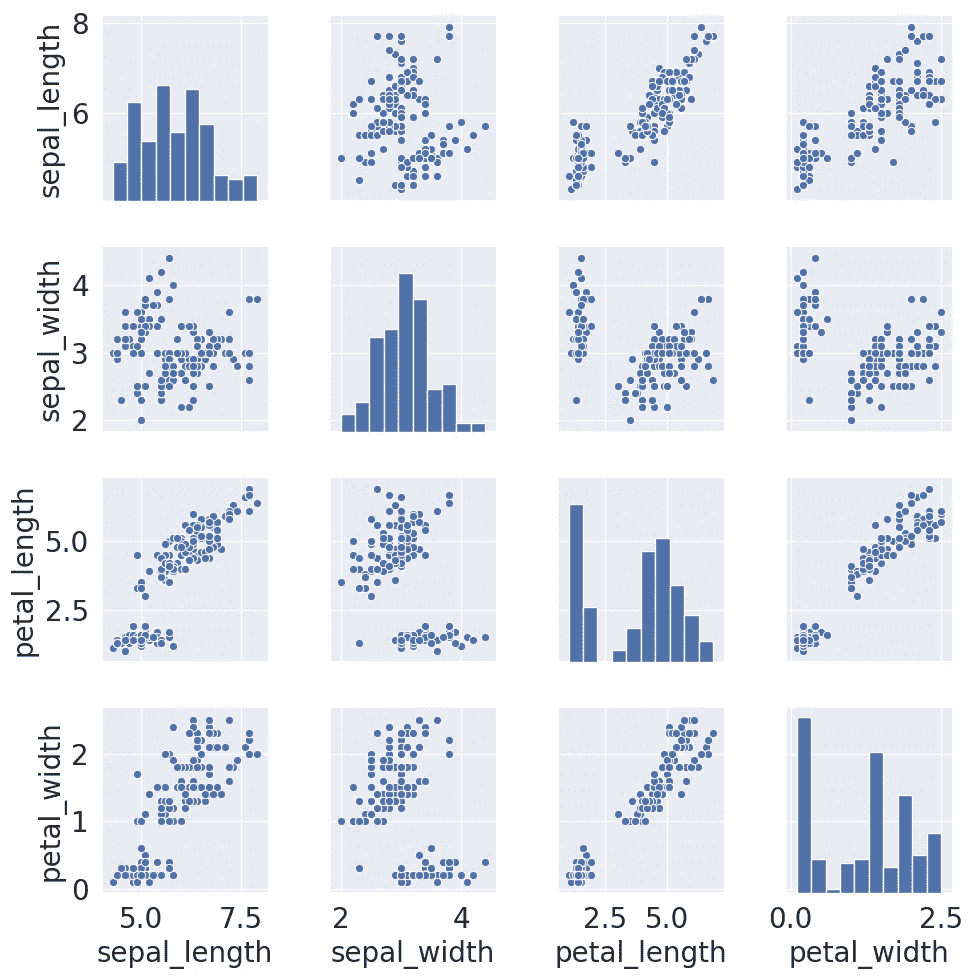 8
6
sepal_length
4
3
2
sepal_width
5.0
2.5
petal_length
2
1
0
petal_width
5.0 7.5 2 4 2.5 5.0 0.0 2.5
sepal_length sepal_width petal_length petal_width